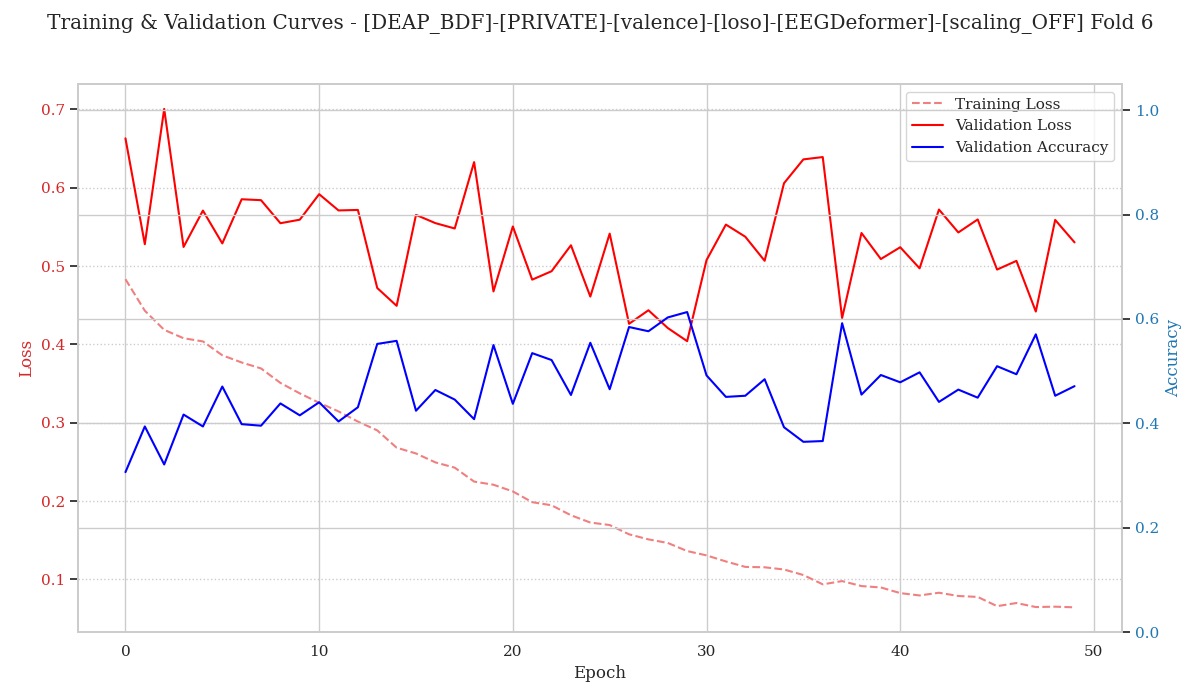 Training & Validation Curves - [DEAP_BDF]-[PRIVATE]-[valence]-[loso]-[EEGDeformer]-[scaling_OFF] Fold 6
Training Loss
Validation Loss
Validation Accuracy
0.7
0.6
0.5
0.4
0.3
0.2
0.1
Loss
1.0
0.8
0.6
0.4
0.2
0.0
Accuracy
0
10
20
30
40
50
Epoch